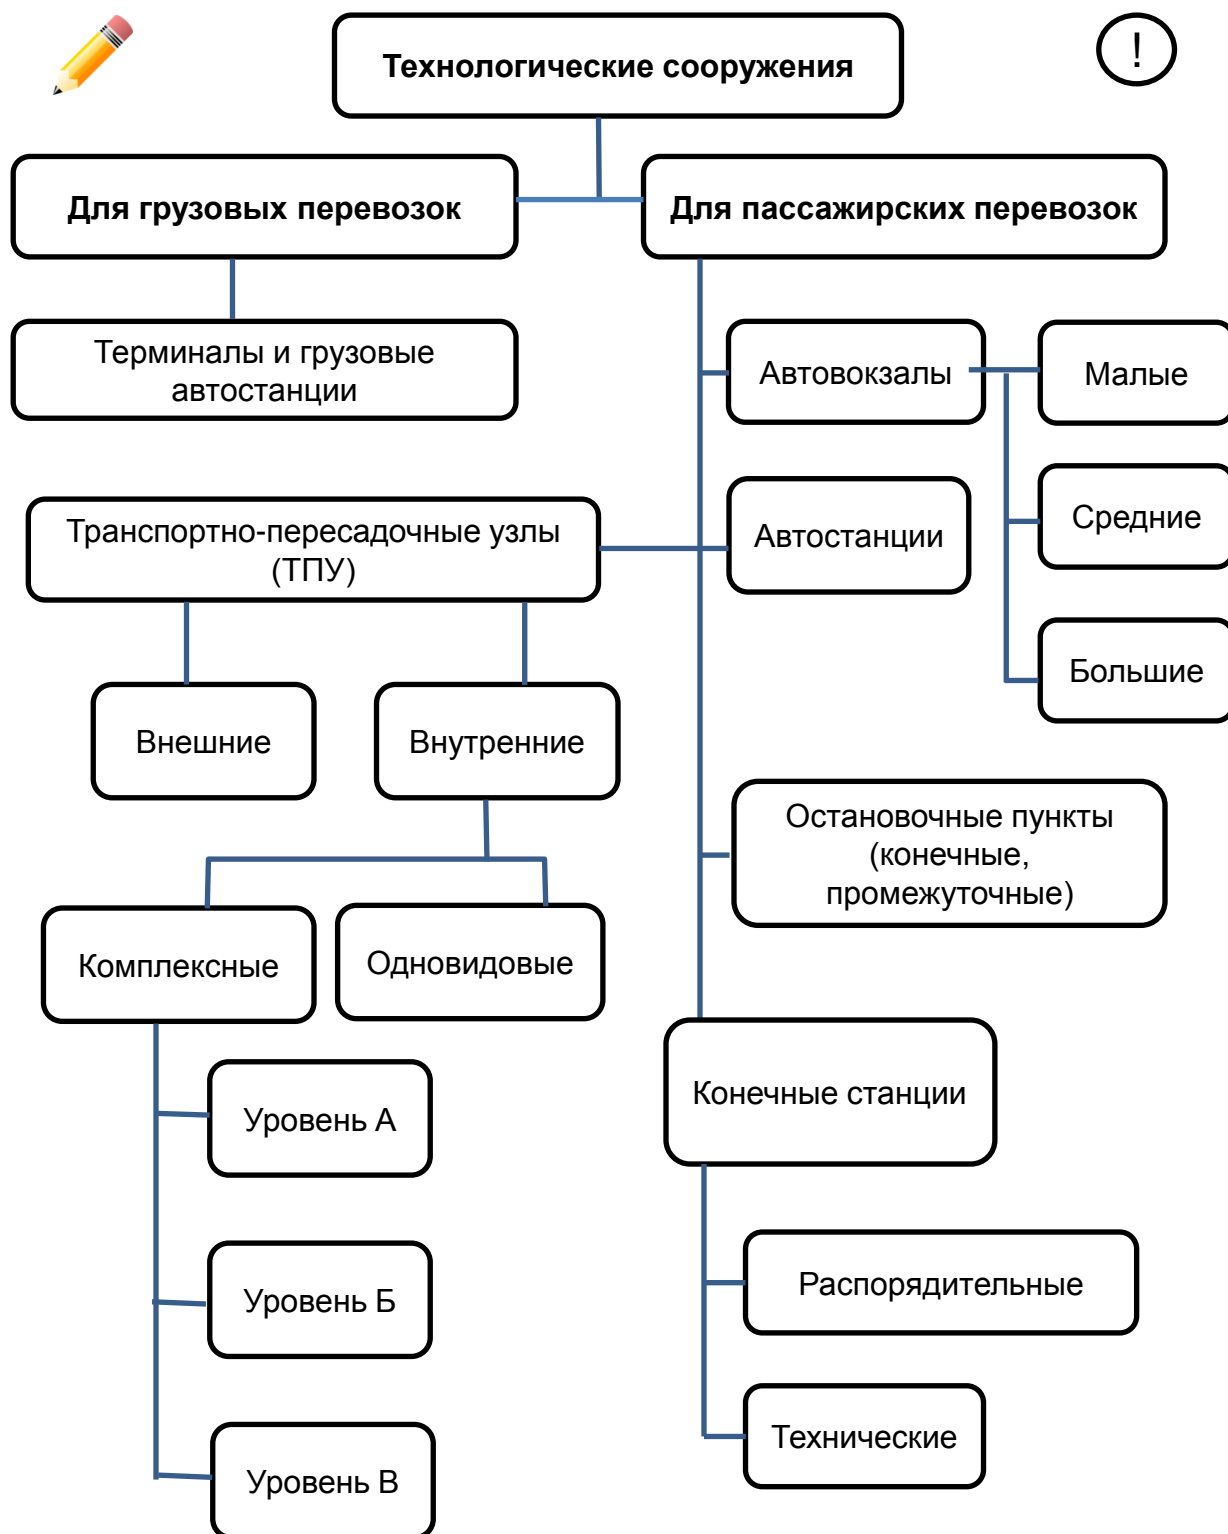 !
Технологические сооружения
Для грузовых перевозок
Для пассажирских перевозок
Терминалы и грузовые
автостанции
Автовокзалы
Малые
Средние
Большие
Автостанции
Транспортно-пересадочные узлы
(ТПУ)
Внешние
Внутренние
Остановочные пункты
(конечные,
промежуточные)
Комплексные
Одновидовые
Уровень А
Уровень Б
Уровень В
Конечные станции
Распорядительные
Технические